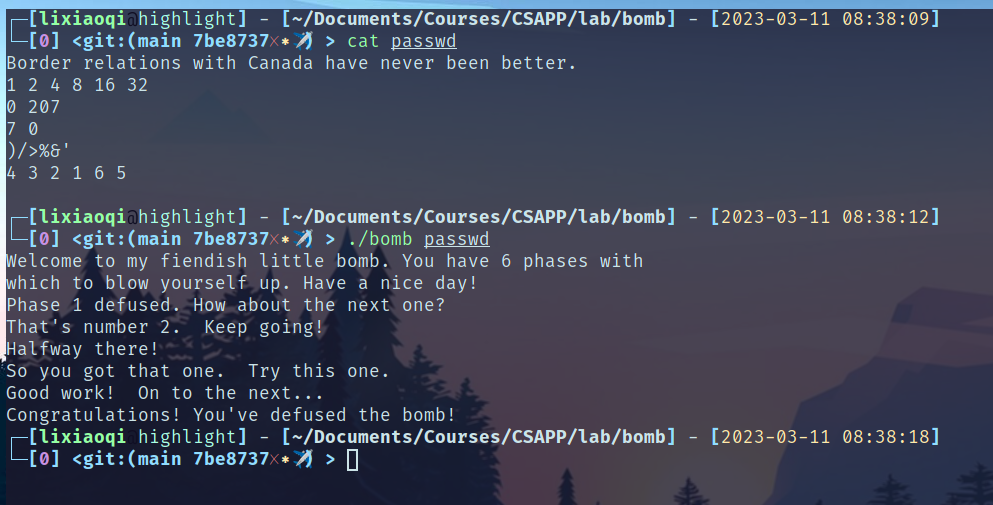 ┌─[lixiaoqi@highlight] - [~/Documents/Courses/CSAPP/lab/bomb] - [2023-03-11 08:38:09]
└─[0] <git:(main 7be8737✗✱✈) > cat passwd
Border relations with Canada have never been better.
1 2 4 8 16 32
0 207
7 0
)/>%&'
4 3 2 1 6 5
┌─[lixiaoqi@highlight] - [~/Documents/Courses/CSAPP/lab/bomb] - [2023-03-11 08:38:12]
└─[0] <git:(main 7be8737✗✱✈) > ./bomb passwd
Welcome to my fiendish little bomb. You have 6 phases with
which to blow yourself up. Have a nice day!
Phase 1 defused. How about the next one?
That's number 2.  Keep going!
Halfway there!
So you got that one.  Try this one.
Good work!  On to the next...
Congratulations! You've defused the bomb!
┌─[lixiaoqi highlight] - [~/Documents/Courses/CSAPP/lab/bomb] - [2023-03-11 08:38:18]
└─[0] <git:(main 7be8737✗✱✈) >